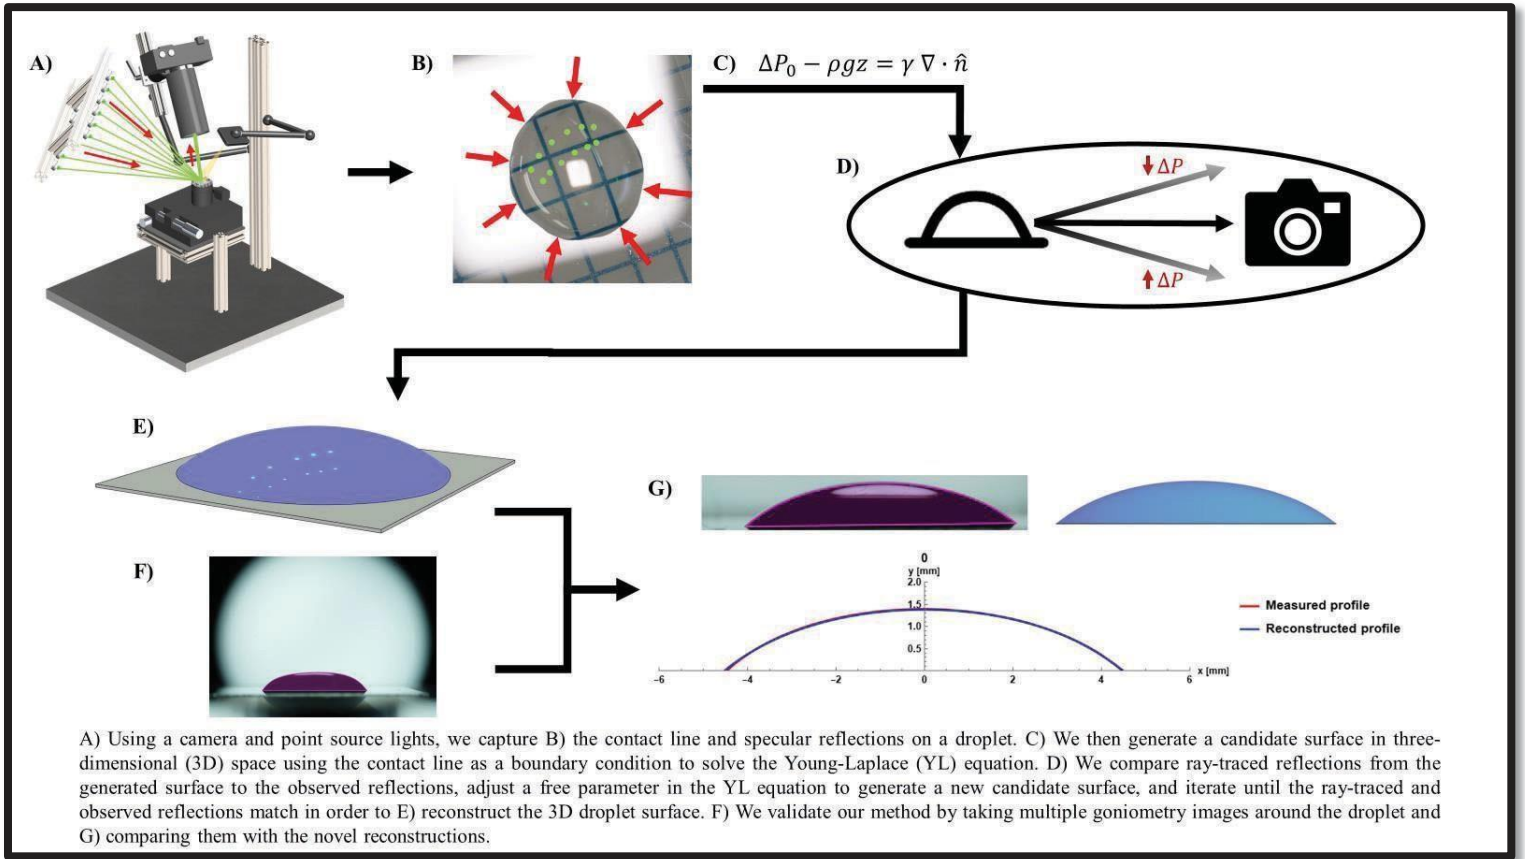 A)
B)
C) ΔP₀ − ρgz = γ ∇ · n̂
D)
↓ ΔP
↑ ΔP
E)
F)
G)
0
y [mm]
2.0
1.5
1.0
0.5
-6 -4 -2 0 2 4 6 x [mm]
Measured profile
Reconstructed profile
A) Using a camera and point source lights, we capture B) the contact line and specular reflections on a droplet. C) We then generate a candidate surface in three-
dimensional (3D) space using the contact line as a boundary condition to solve the Young-Laplace (YL) equation. D) We compare ray-traced reflections from the
generated surface to the observed reflections, adjust a free parameter in the YL equation to generate a new candidate surface, and iterate until the ray-traced and
observed reflections match in order to E) reconstruct the 3D droplet surface. F) We validate our method by taking multiple goniometry images around the droplet and
G) comparing them with the novel reconstructions.